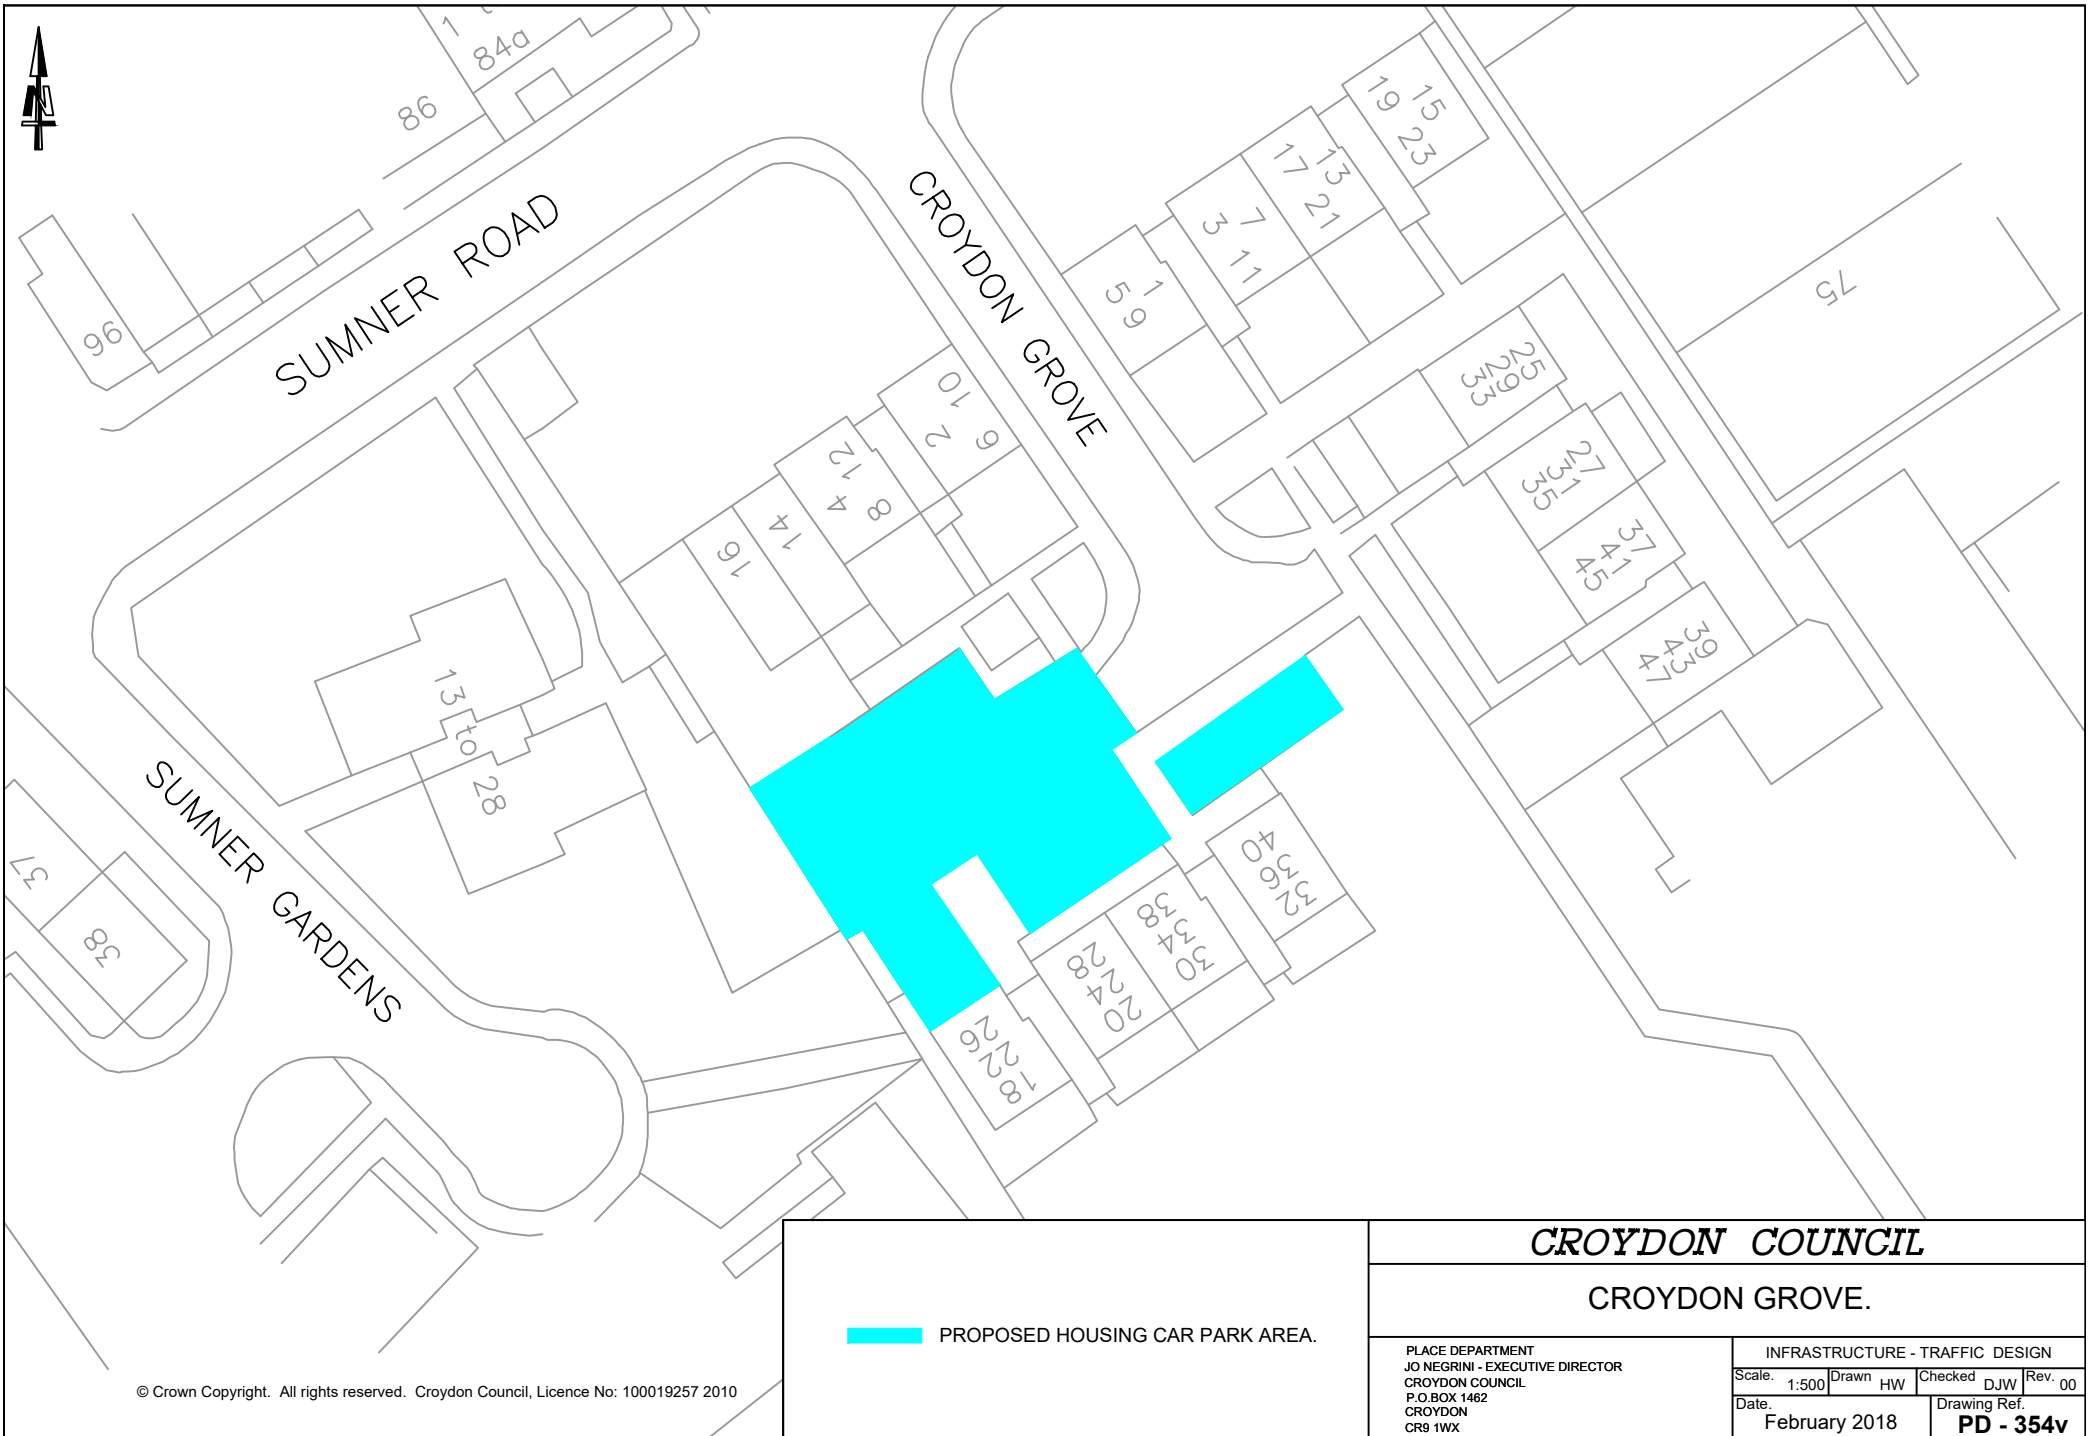 N
84a
86
96
SUMNER ROAD
CROYDON GROVE
15
19
23
13
17
21
7
3
11
1
5 9
75
25
29
33
27
31
35
37
41
45
39
43
47
10
2
6
12
4
8
14
16
13 to 28
SUMNER GARDENS
37
38
18
22
26
20
24
28
30
34
38
32
36
40
PROPOSED HOUSING CAR PARK AREA.
© Crown Copyright. All rights reserved. Croydon Council, Licence No: 100019257 2010
CROYDON COUNCIL
CROYDON GROVE.
PLACE DEPARTMENT
JO NEGRINI - EXECUTIVE DIRECTOR
CROYDON COUNCIL
P.O.BOX 1462
CROYDON
CR9 1WX
INFRASTRUCTURE - TRAFFIC DESIGN
Scale. 1:500 Drawn HW Checked DJW Rev. 00
Date. February 2018
Drawing Ref. PD - 354v